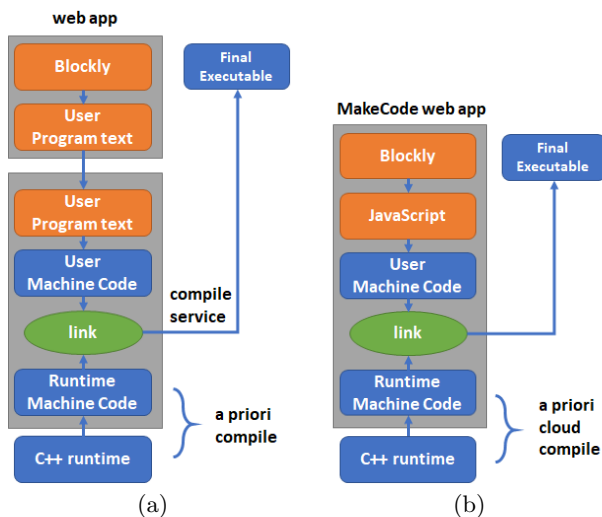 web app
Blockly
User
Program text
User
Program text
User
Machine Code
link
Runtime
Machine Code
C++ runtime
Final
Executable
compile
service
a priori
compile
(a)
MakeCode web app
Blockly
JavaScript
User
Machine Code
link
Runtime
Machine Code
C++ runtime
Final
Executable
a priori
cloud
compile
(b)